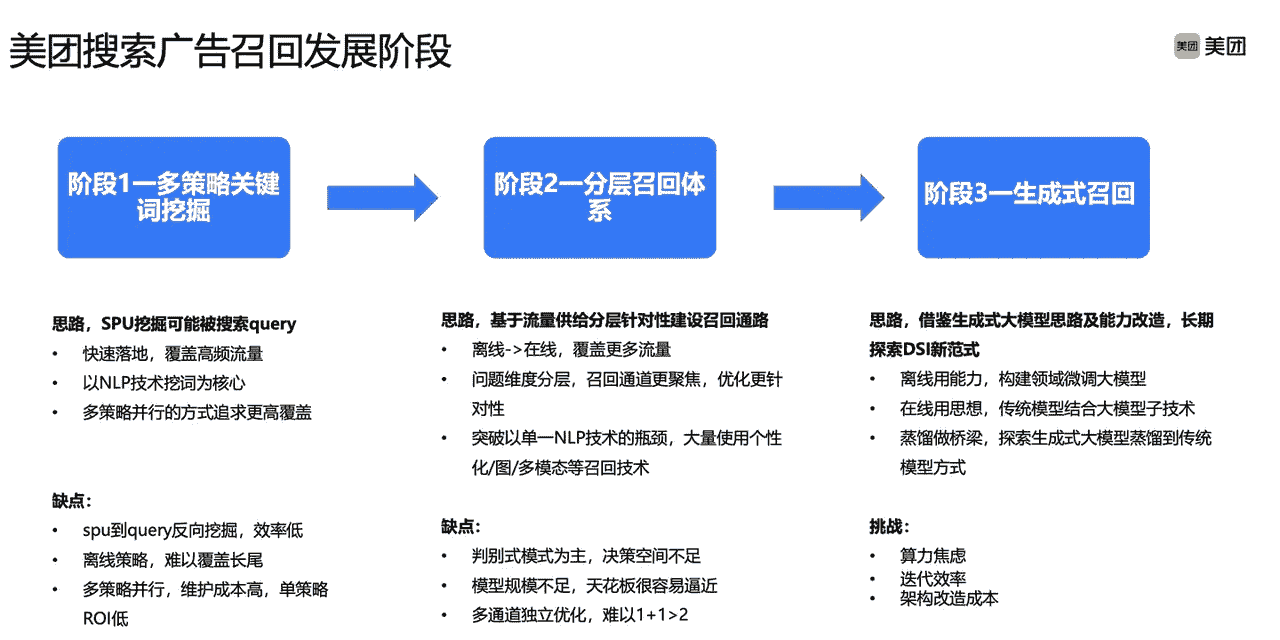 美团搜索广告召回发展阶段
美团 美团
阶段1—多策略关键
词挖掘
阶段2—分层召回体
系
阶段3—生成式召回
思路，SPU挖掘可能被搜索query
• 快速落地，覆盖高频流量
• 以NLP技术挖词为核心
• 多策略并行的方式追求更高覆盖
缺点：
• spu到query反向挖掘，效率低
• 离线策略，难以覆盖长尾
• 多策略并行，维护成本高，单策略
ROI低
思路，基于流量供给分层针对性建设召回通路
• 离线->在线，覆盖更多流量
• 问题维度分层，召回通道更聚焦，优化更针
对性
• 突破以单一NLP技术的瓶颈，大量使用个性
化/图/多模态等召回技术
缺点：
• 判别式模式为主，决策空间不足
• 模型规模不足，天花板很容易逼近
• 多通道独立优化，难以1+1>2
思路，借鉴生成式大模型思路及能力改造，长期
探索DSI新范式
• 离线用能力，构建领域微调大模型
• 在线用思想，传统模型结合大模型子技术
• 蒸馏做桥梁，探索生成式大模型蒸馏到传统
模型方式
挑战：
• 算力焦虑
• 迭代效率
• 架构改造成本